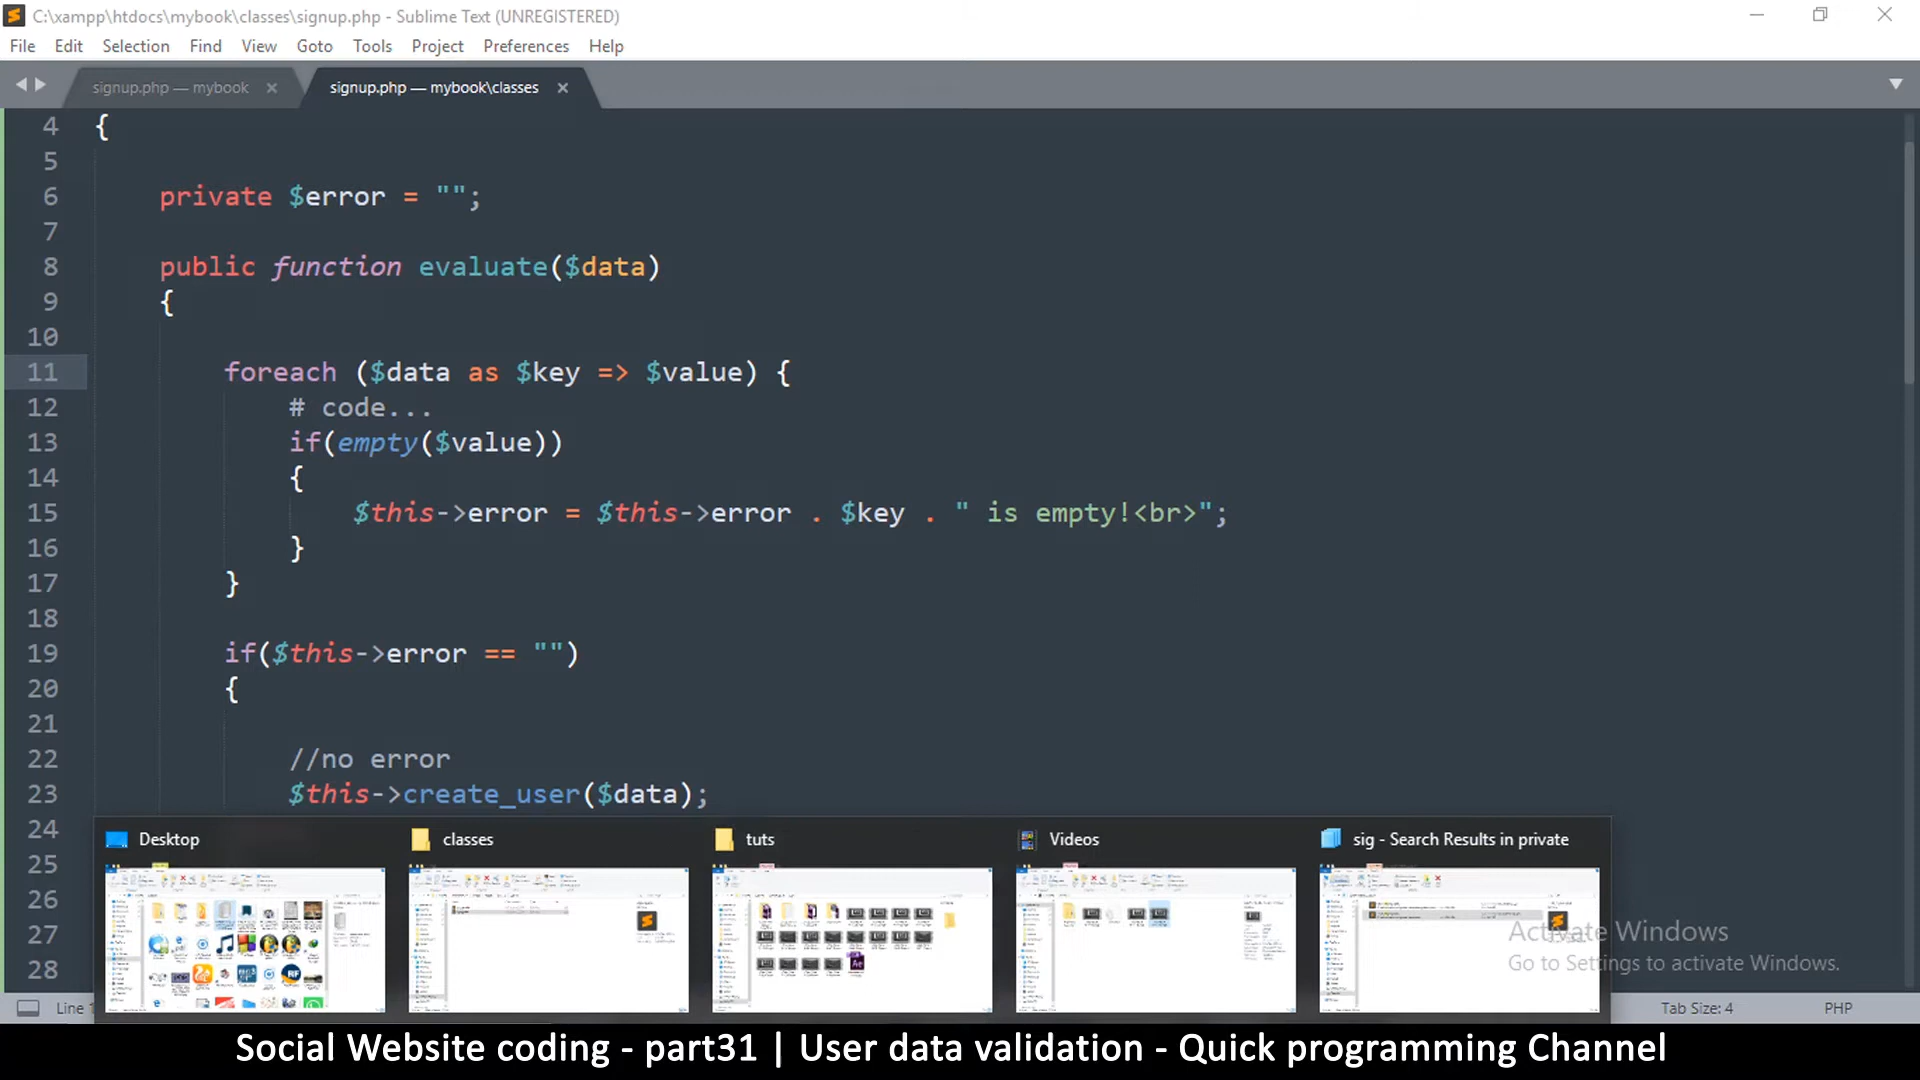 C:\xampp\htdocs\mybook\classes\signup.php - Sublime Text (UNREGISTERED)
File Edit Selection Find View Goto Tools Project Preferences Help
signup.php — mybook × signup.php — mybook\classes ×
4 {
5
6 private $error = "";
7
8 public function evaluate($data)
9 {
10
11 foreach ($data as $key => $value) {
12 # code...
13 if(empty($value))
14 {
15 $this->error = $this->error . $key . " is empty!<br>";
16 }
17 }
18
19 if($this->error == "")
20 {
21
22 //no error
23 $this->create_user($data);
24
25
26
27
28
Desktop classes tuts Videos sig - Search Results in private
Activate Windows
Go to Settings to activate Windows.
Line Tab Size: 4 PHP
Social Website coding - part31 | User data validation - Quick programming Channel